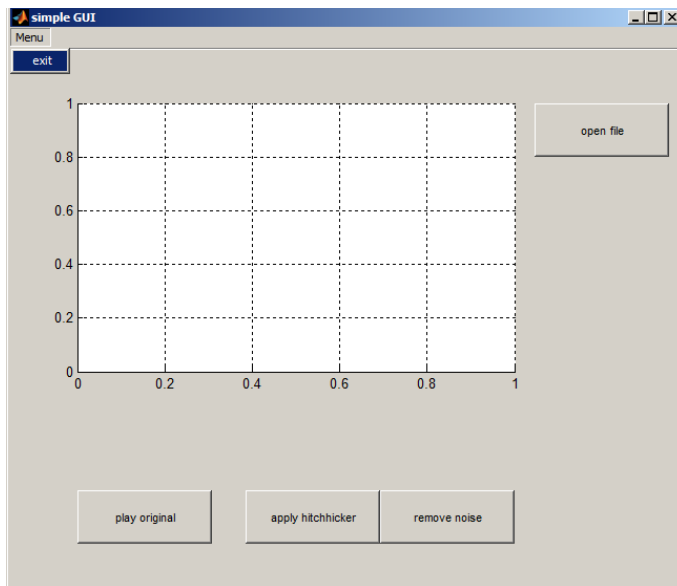 simple GUI
Menu
exit
open file
1
0.8
0.6
0.4
0.2
0
0 0.2 0.4 0.6 0.8 1
play original apply hitchhicker remove noise